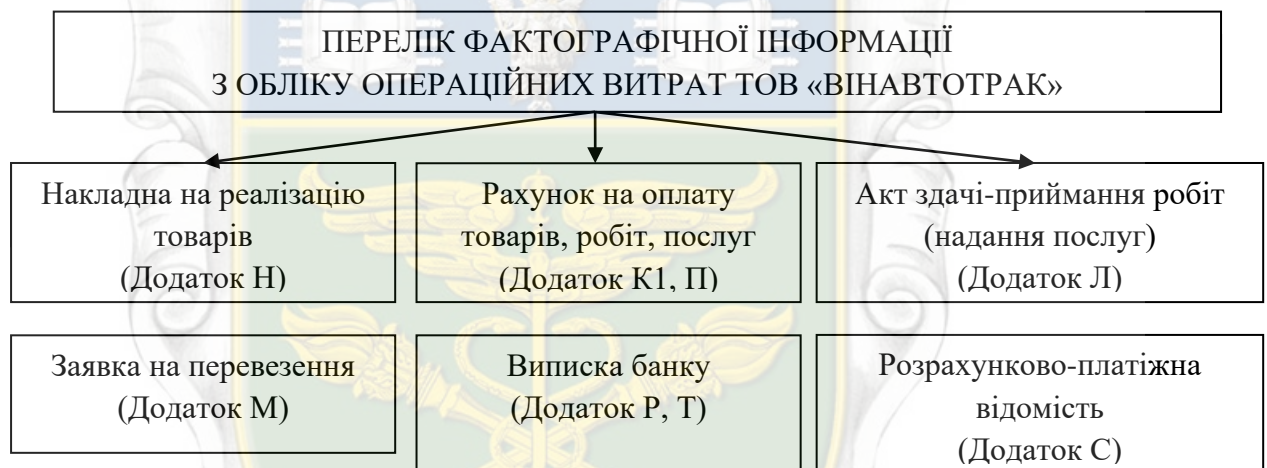 ПЕРЕЛІК ФАКТОГРАФІЧНОЇ ІНФОРМАЦІЇ
З ОБЛІКУ ОПЕРАЦІЙНИХ ВИТРАТ ТОВ «ВІНАВТОТРАК»
Накладна на реалізацію
товарів
(Додаток Н)
Рахунок на оплату
товарів, робіт, послуг
(Додаток К1, П)
Акт здачі-приймання робіт
(надання послуг)
(Додаток Л)
Заявка на перевезення
(Додаток М)
Виписка банку
(Додаток Р, Т)
Розрахунково-платіжна
відомість
(Додаток С)